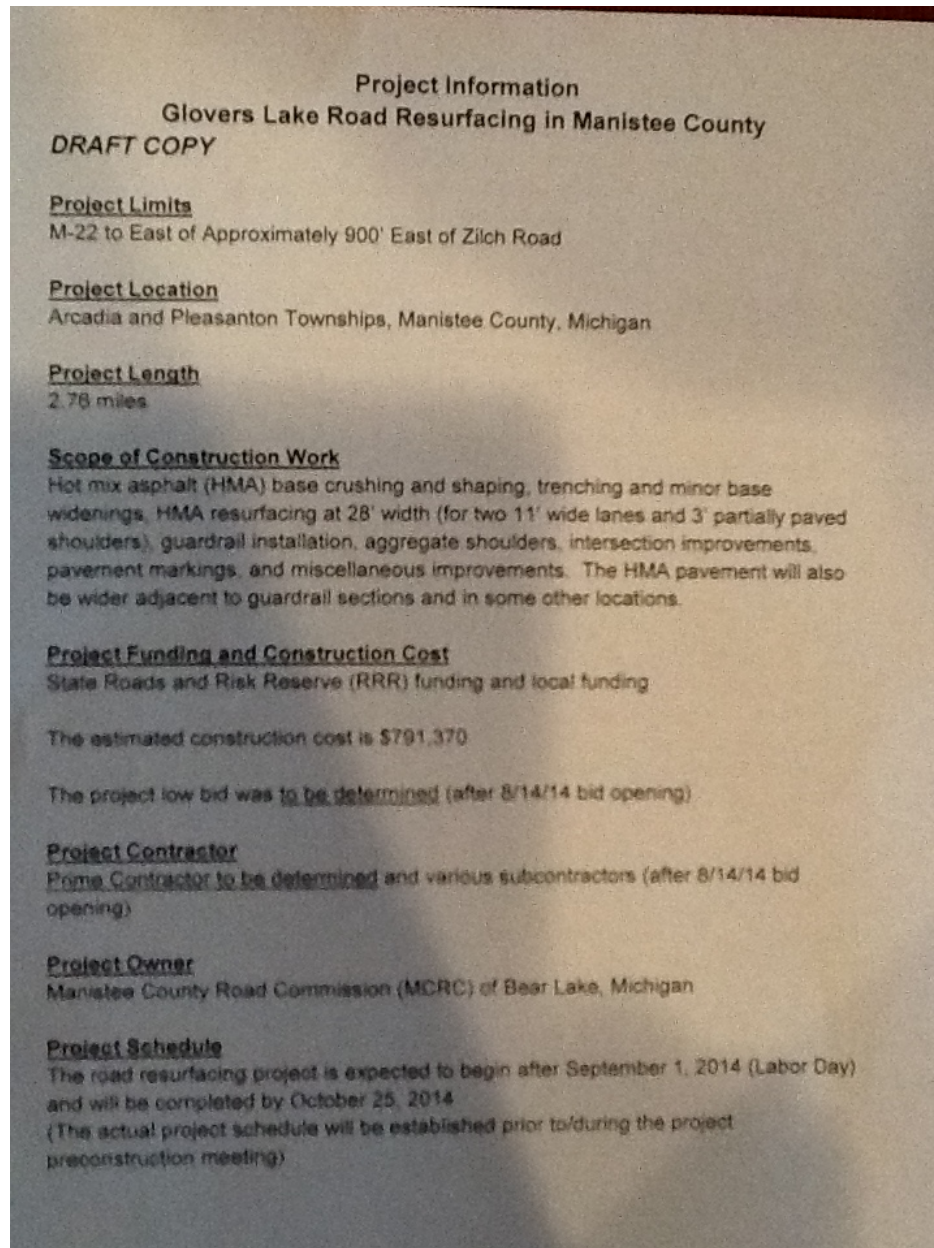 Project Information
Glovers Lake Road Resurfacing in Manistee County
DRAFT COPY
Project Limits
M-22 to East of Approximately 900' East of Zilch Road
Project Location
Arcadia and Pleasanton Townships, Manistee County, Michigan
Project Length
2.78 miles
Scope of Construction Work
Hot mix asphalt (HMA) base crushing and shaping, trenching and minor base
widenings, HMA resurfacing at 28' width (for two 11' wide lanes and 3' partially paved
shoulders), guardrail installation, aggregate shoulders, intersection improvements,
pavement markings, and miscellaneous improvements. The HMA pavement will also
be wider adjacent to guardrail sections and in some other locations.
Project Funding and Construction Cost
State Roads and Risk Reserve (RRR) funding and local funding
The estimated construction cost is $791,370
The project low bid was to be determined (after 8/14/14 bid opening)
Project Contractor
Prime Contractor to be determined and various subcontractors (after 8/14/14 bid
opening)
Project Owner
Manistee County Road Commission (MCRC) of Bear Lake, Michigan
Project Schedule
The road resurfacing project is expected to begin after September 1, 2014 (Labor Day)
and will be completed by October 25, 2014
(The actual project schedule will be established prior to/during the project
preconstruction meeting)